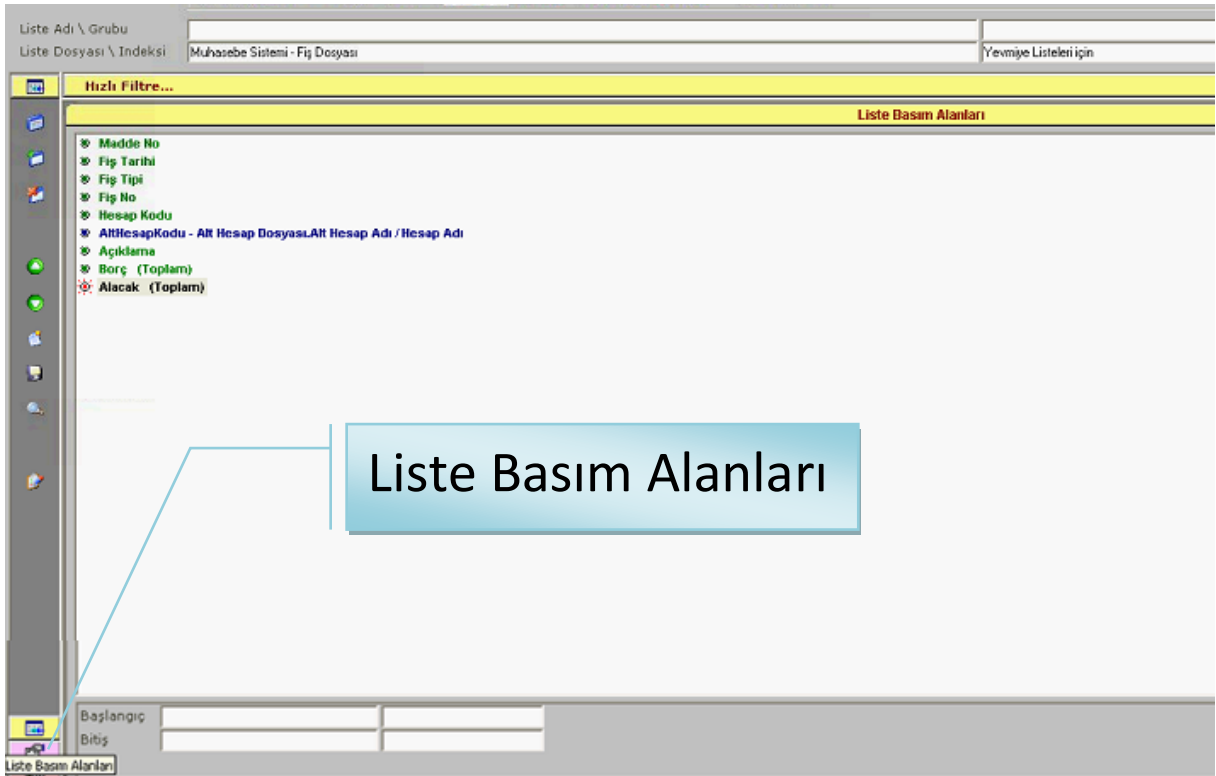 Liste Adı \ Grubu
Liste Dosyası \ Indeksi Muhasebe Sistemi - Fiş Dosyası Yevmiye Listeleri için
Hızlı Filtre...
Liste Basım Alanları
Madde No
Fiş Tarihi
Fiş Tipi
Fiş No
Hesap Kodu
AltHesapKodu - Alt Hesap Dosyası.Alt Hesap Adı / Hesap Adı
Açıklama
Borç (Toplam)
Alacak (Toplam)
Liste Basım Alanları
Başlangıç
Bitiş
Liste Basım Alanları